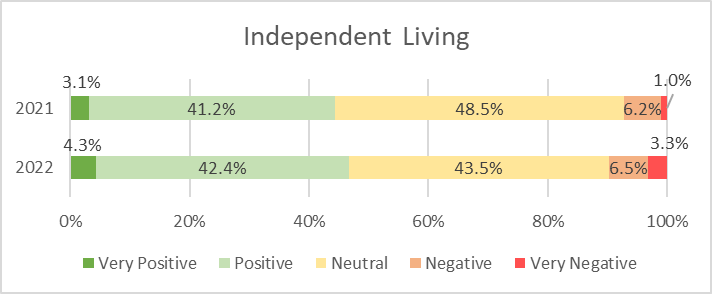 Independent Living
3.1% 1.0%
2021 41.2% 48.5% 6.2%
4.3% 3.3%
2022 42.4% 43.5% 6.5%
0% 20% 40% 60% 80% 100%
Very Positive Positive Neutral Negative Very Negative